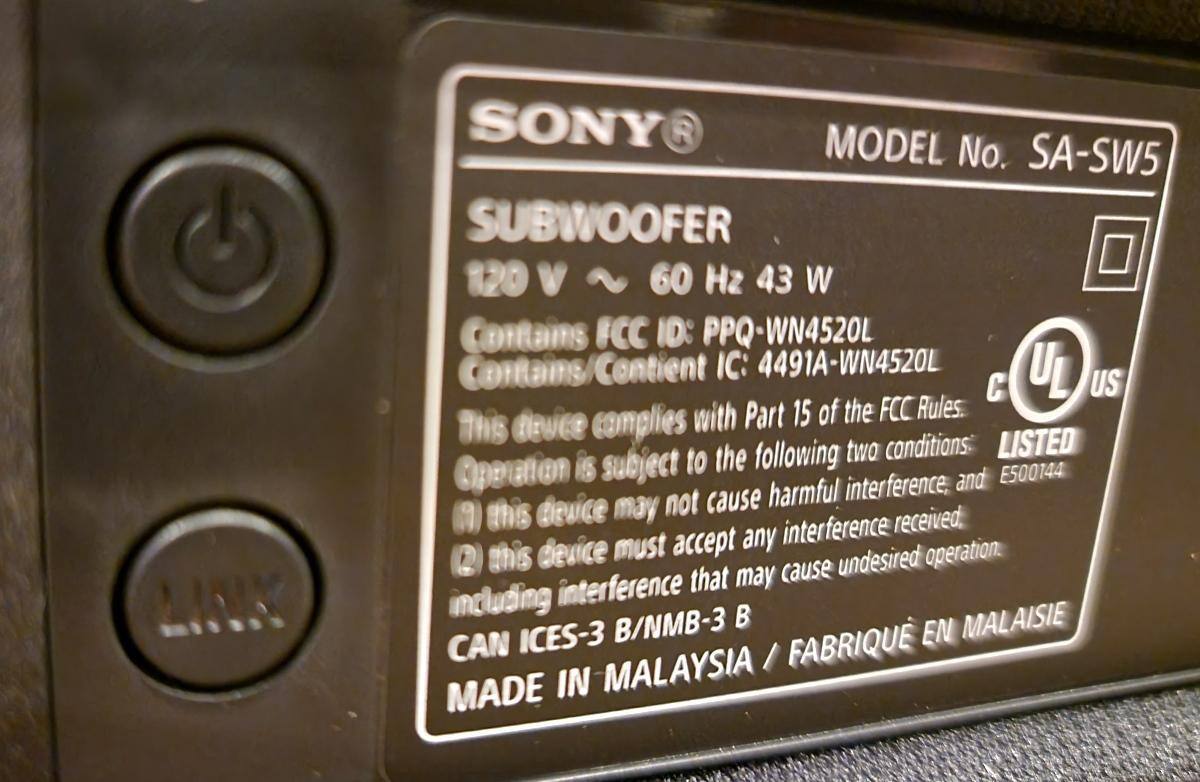 SONY®
MODEL No. SA-SW5
SUBWOOFER
120 V ~ 60 Hz 43 W
Contains FCC ID: PPQ-WN4520L
Contains/Contient IC: 4491A-WN4520L
This device complies with Part 15 of the FCC Rules.
Operation is subject to the following two conditions:
(1) this device may not cause harmful interference, and
(2) this device must accept any interference received,
including interference that may cause undesired operation.
CAN ICES-3 B/NMB-3 B
MADE IN MALAYSIA / FABRIQUÉ EN MALAISIE
C UL US
LISTED
E500144
LINK